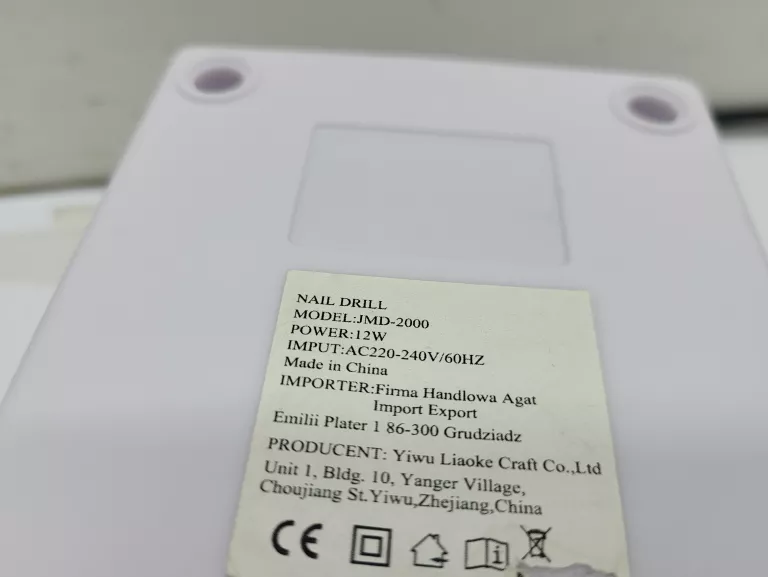 NAIL DRILL
MODEL:JMD-2000
POWER:12W
IMPUT:AC220-240V/60HZ
Made in China
IMPORTER:Firma Handlowa Agat
Import Export
Emilii Plater 1 86-300 Grudziadz
PRODUCENT: Yiwu Liaoke Craft Co.,Ltd
Unit 1, Bldg. 10, Yanger Village,
Choujiang St.Yiwu,Zhejiang,China
CE